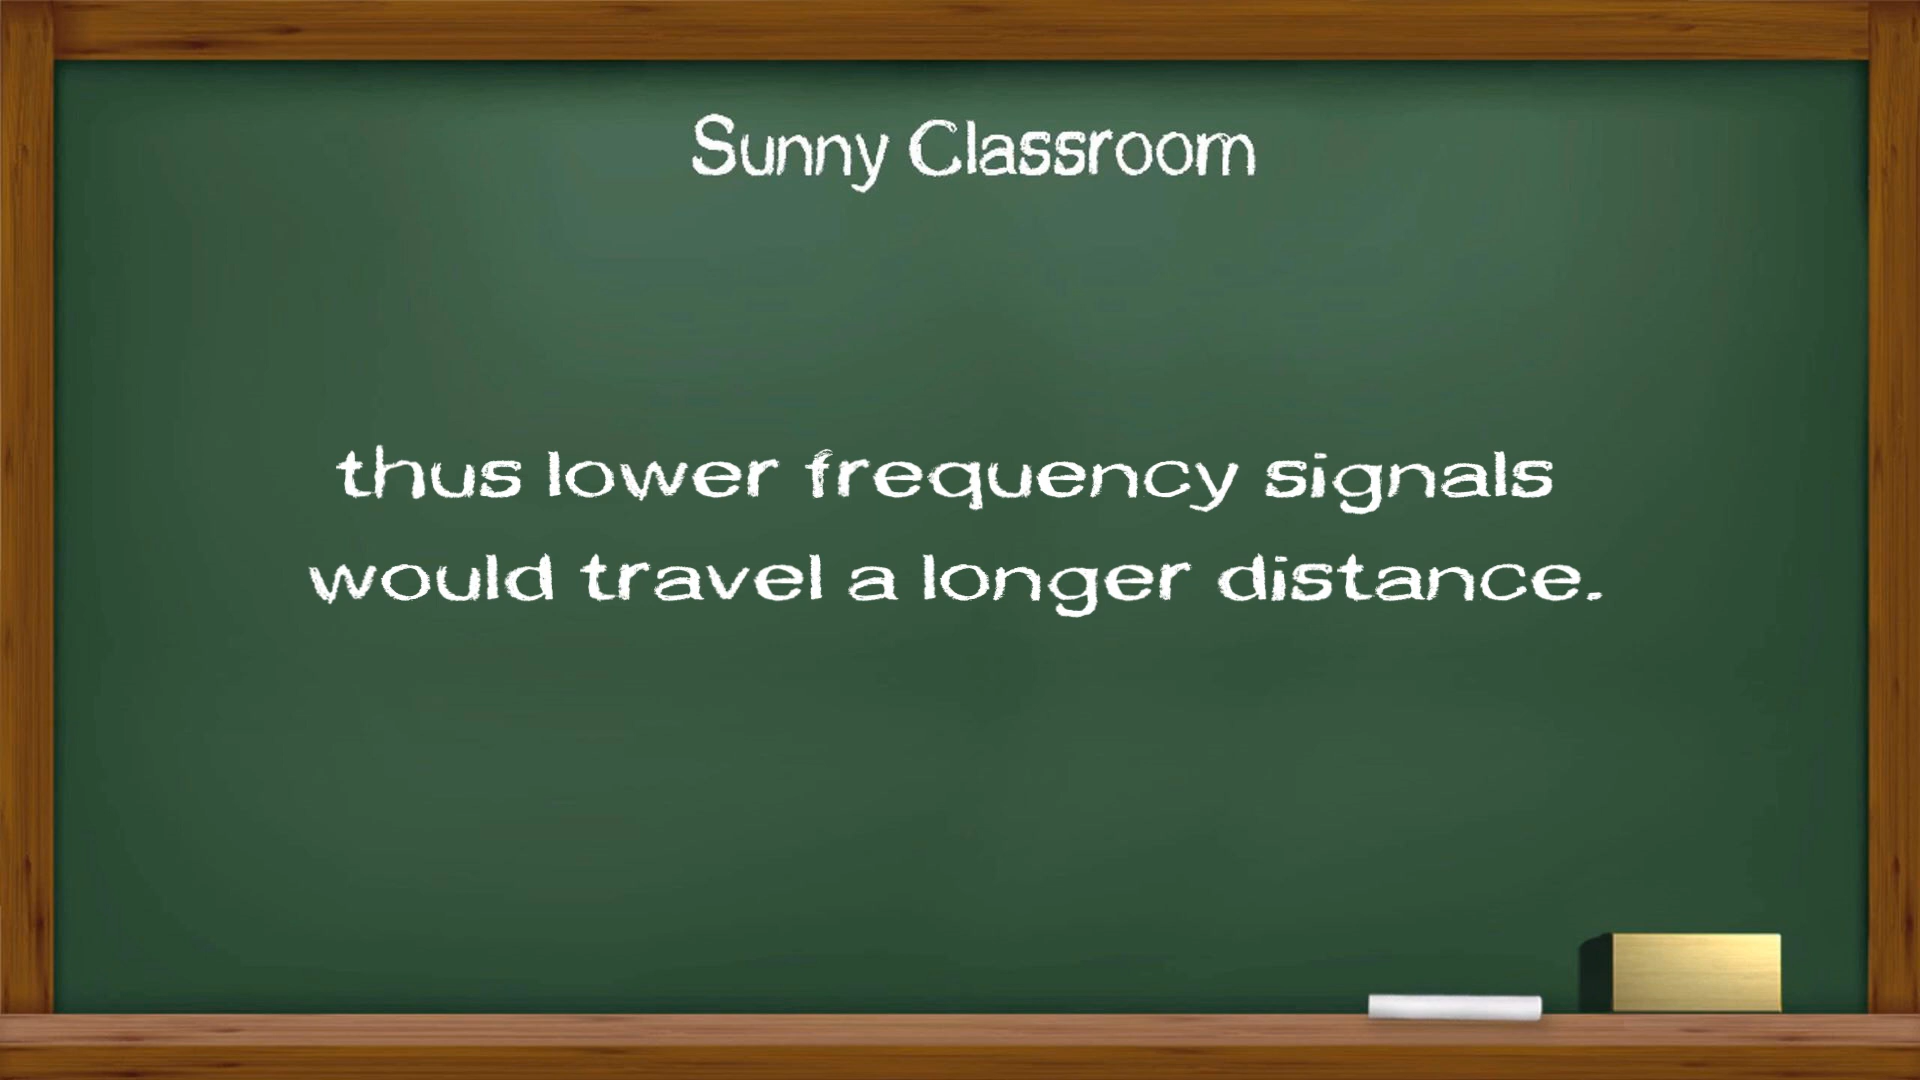 Sunny Classroom
thus lower frequency signals
would travel a longer distance.